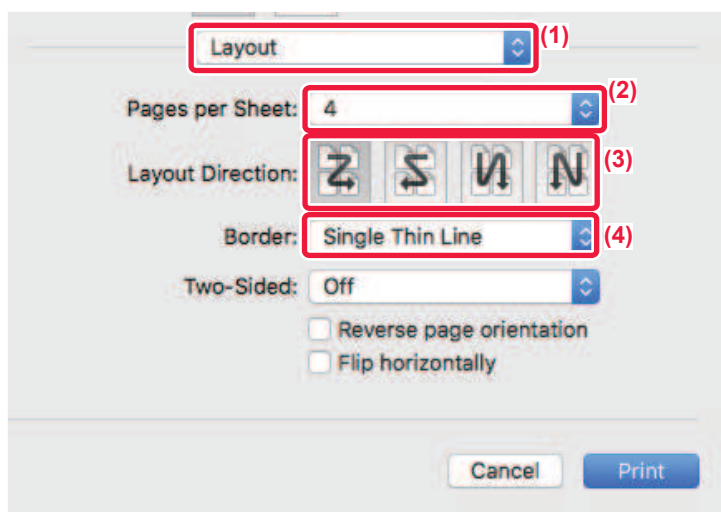 Layout (1)
Pages per Sheet: 4 (2)
Layout Direction: (3)
Border: Single Thin Line (4)
Two-Sided: Off
Reverse page orientation
Flip horizontally
Cancel Print